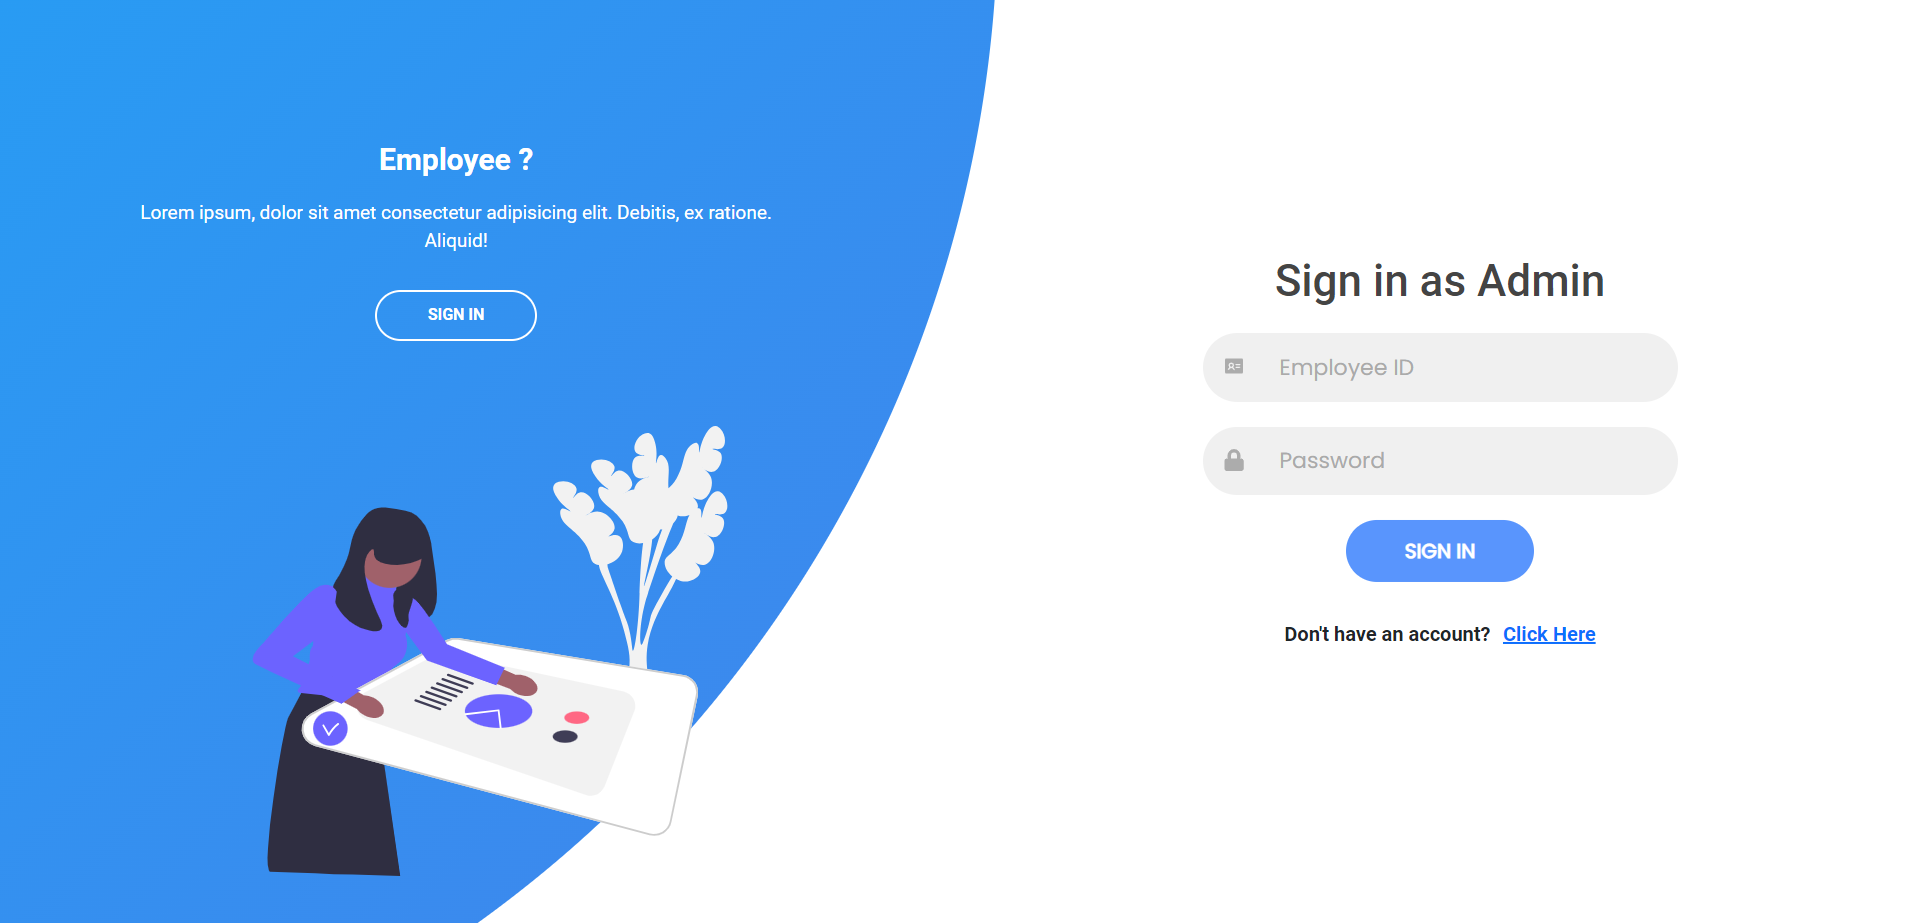 Employee ?
Lorem ipsum, dolor sit amet consectetur adipisicing elit. Debitis, ex ratione.
Aliquid!
SIGN IN
Sign in as Admin
Employee ID
Password
SIGN IN
Don't have an account? Click Here